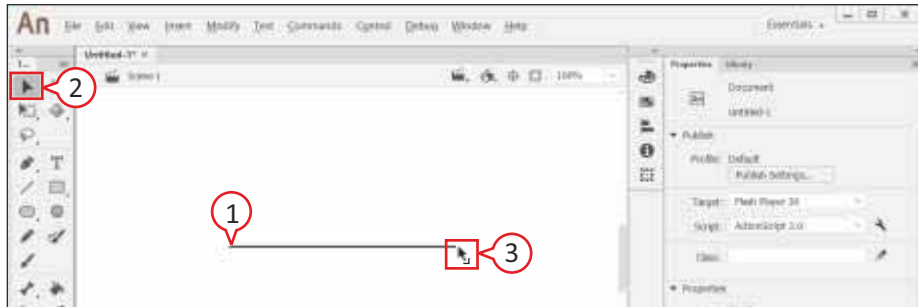 An File Edit View Insert Modify Text Commands Control Debug Window Help Essentials
Untitled-1* ×
Scene 1 100%
Properties Library
Document
Untitled-1
Publish
Profile: Default
Publish Settings...
Target: Flash Player
Script: ActionScript 3.0
Class:
Properties
T
1
2
3